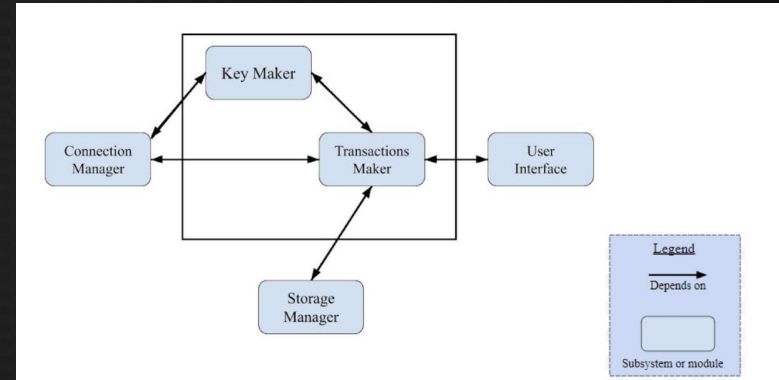 Key Maker
Connection
Manager
Transactions
Maker
User
Interface
Storage
Manager
Legend
Depends on
Subsystem or module